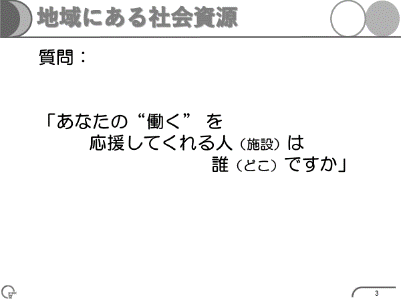 地域にある社会資源
質問：
「あなたの“働く” を
応援してくれる人（施設）は
誰（どこ）ですか」
3